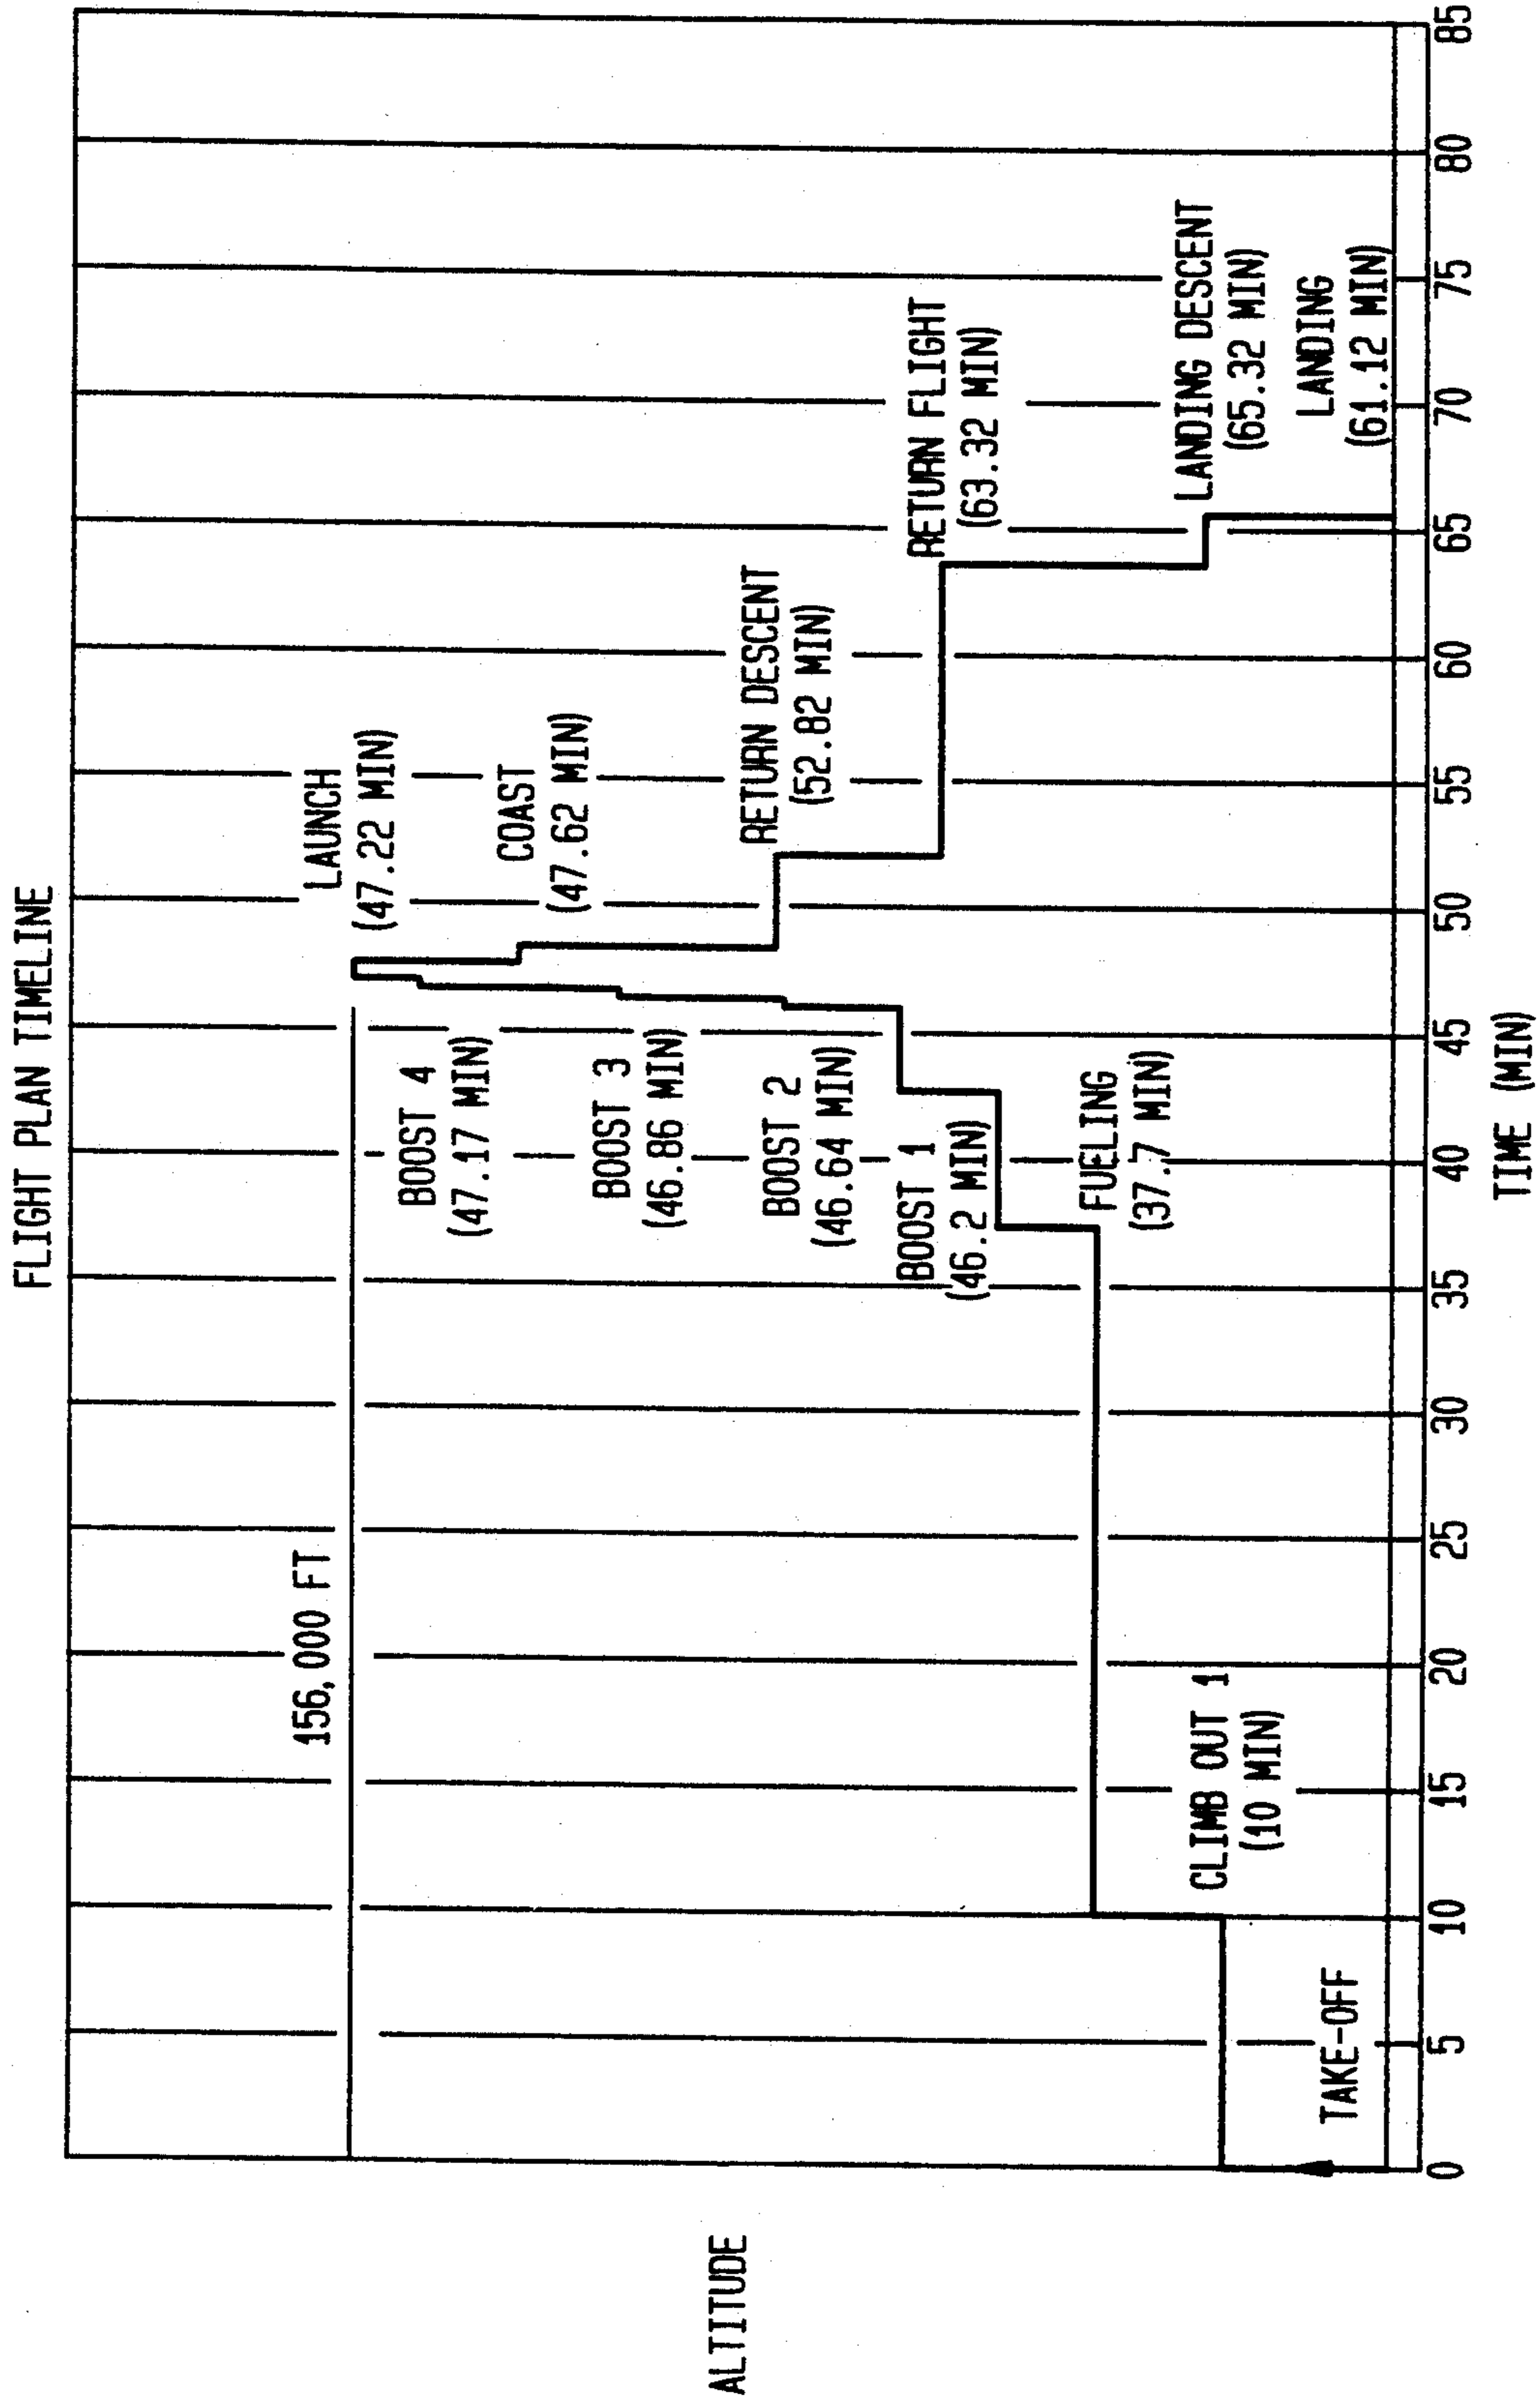 FLIGHT PLAN TIMELINE
ALTITUDE
156,000 FT
LAUNCH
(47.22 MIN)
BOOST 4
(47.17 MIN)
COAST
(47.62 MIN)
BOOST 3
(46.86 MIN)
BOOST 2
(46.64 MIN)
RETURN DESCENT
(52.82 MIN)
BOOST 1
(46.2 MIN)
RETURN FLIGHT
(63.32 MIN)
FUELING
(37.7 MIN)
CLIMB OUT 1
(10 MIN)
LANDING DESCENT
(65.32 MIN)
TAKE-OFF
LANDING
(61.12 MIN)
0 5 10 15 20 25 30 35 40 45 50 55 60 65 70 75 80 85
TIME (MIN)